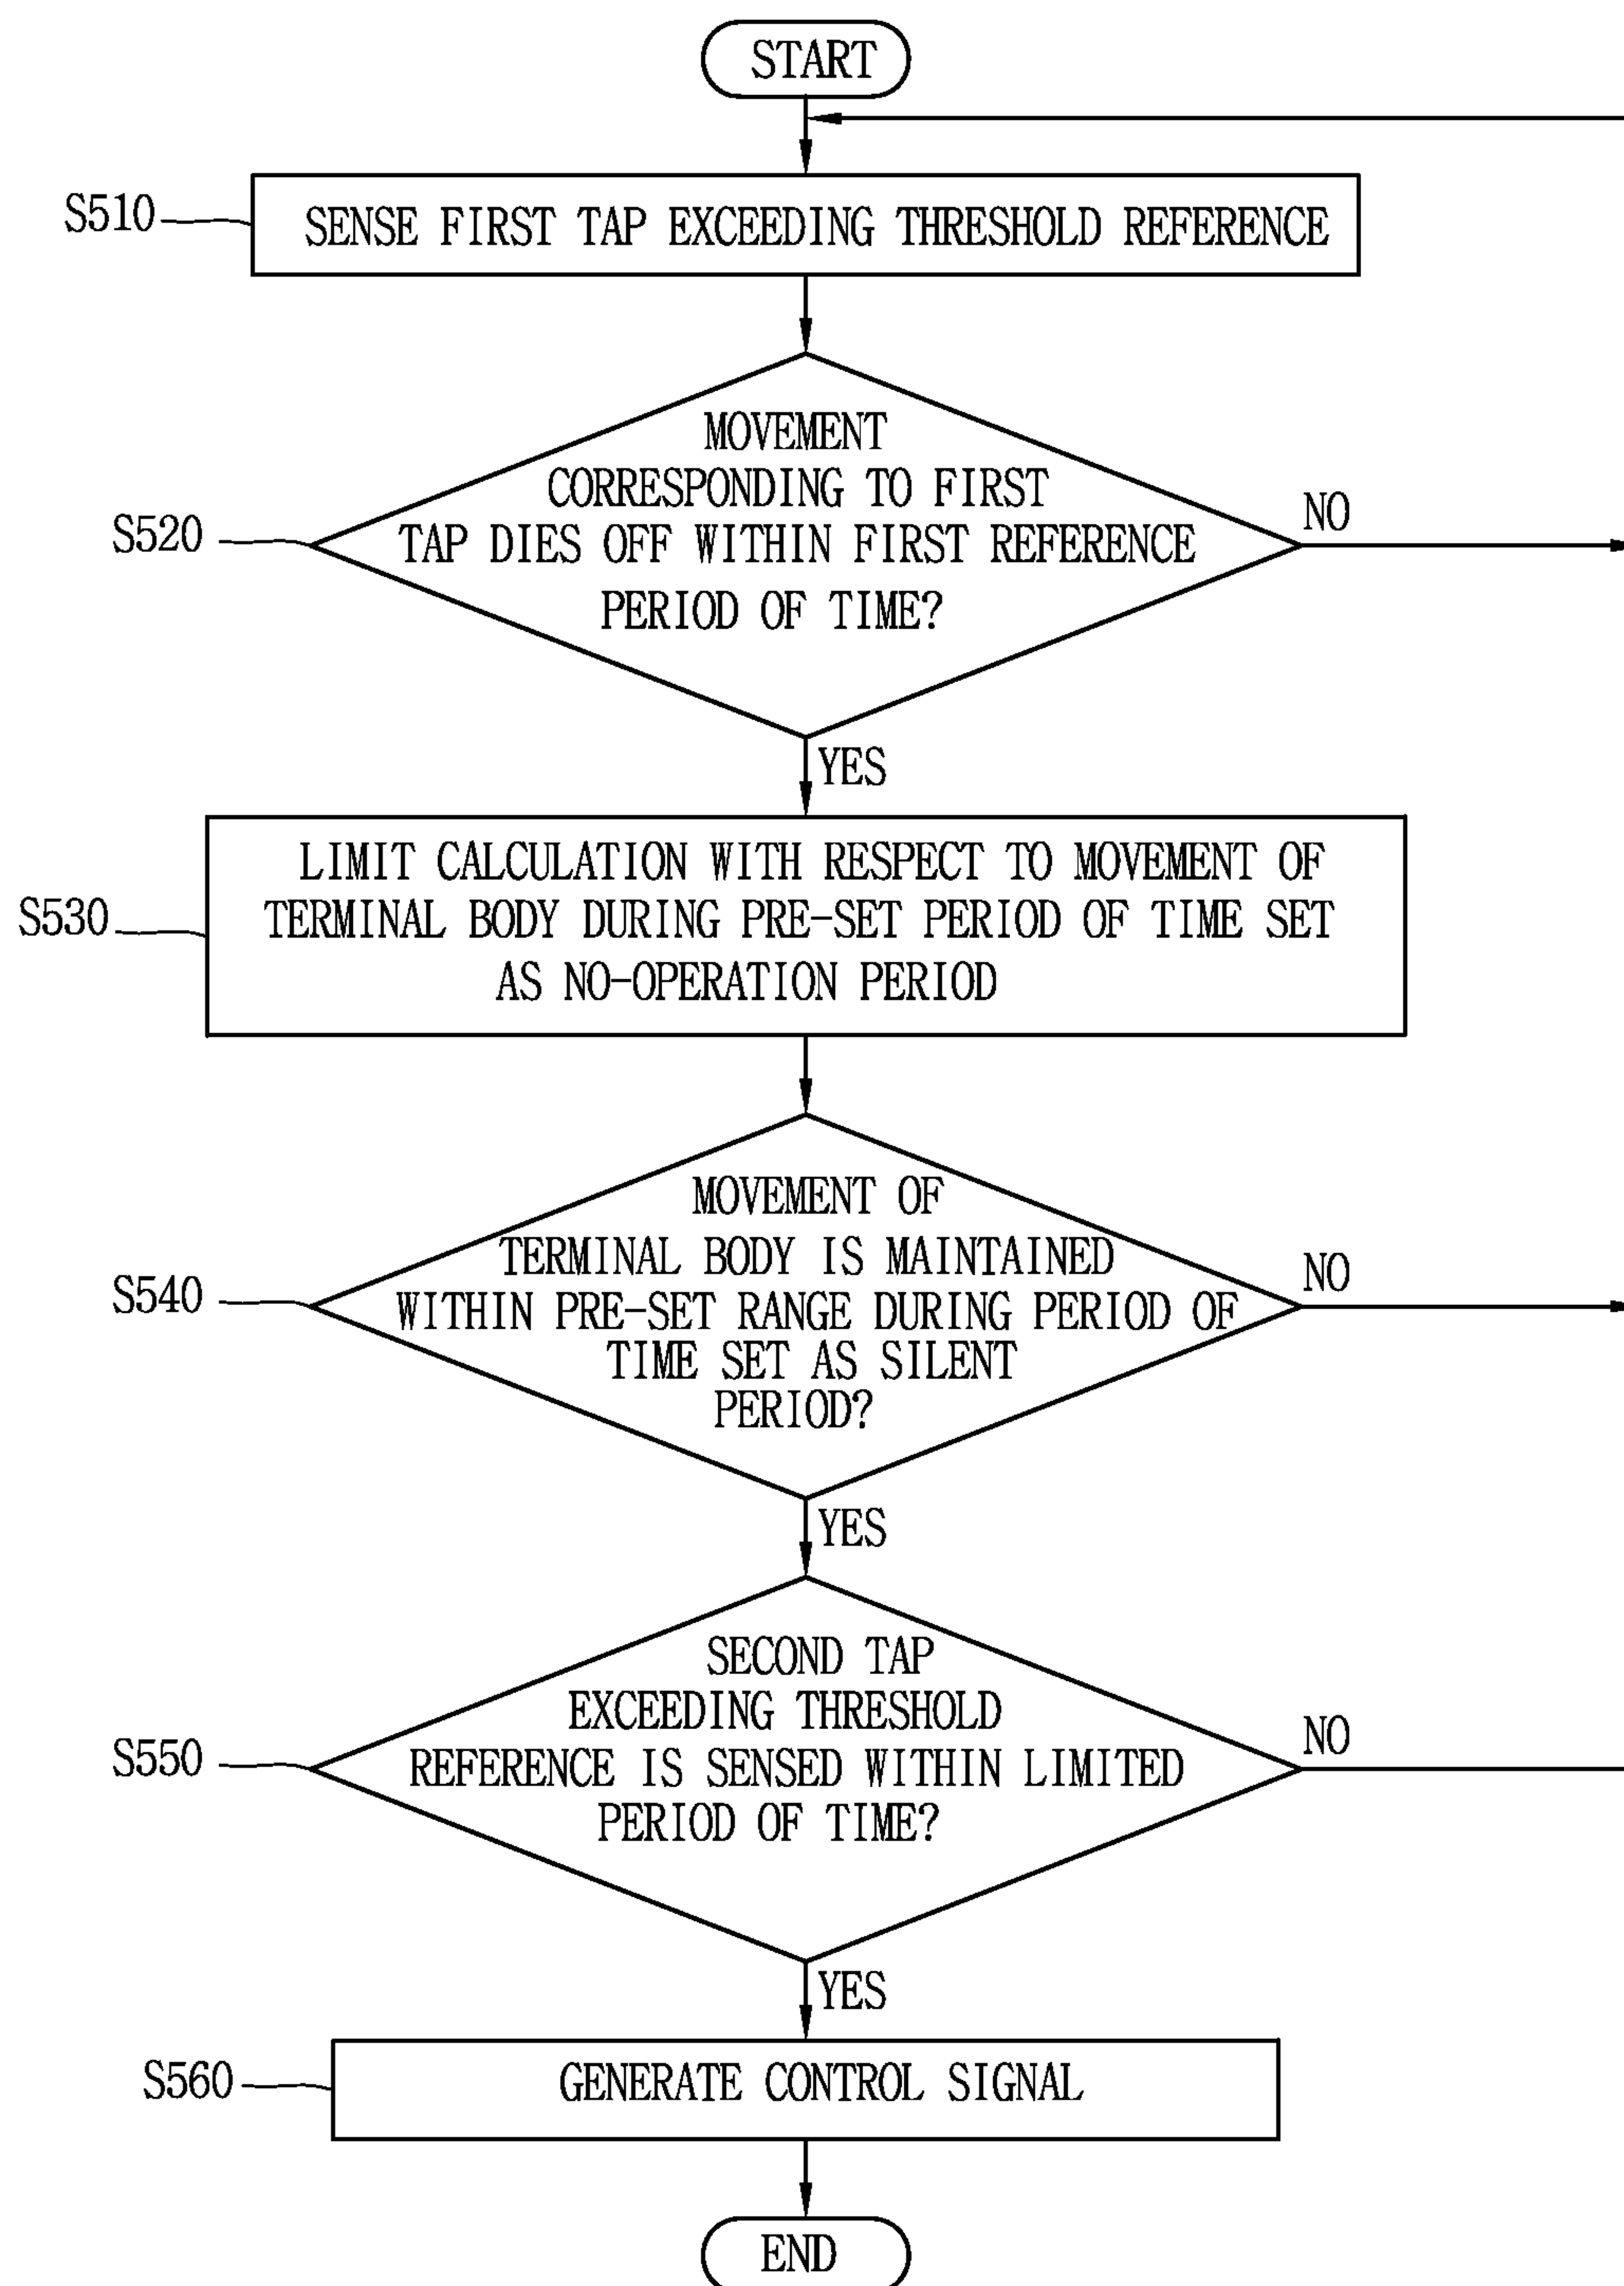 START
S510
SENSE FIRST TAP EXCEEDING THRESHOLD REFERENCE
MOVEMENT
CORRESPONDING TO FIRST
TAP DIES OFF WITHIN FIRST REFERENCE
PERIOD OF TIME?
S520
NO
YES
LIMIT CALCULATION WITH RESPECT TO MOVEMENT OF
TERMINAL BODY DURING PRE-SET PERIOD OF TIME SET
AS NO-OPERATION PERIOD
S530
MOVEMENT OF
TERMINAL BODY IS MAINTAINED
WITHIN PRE-SET RANGE DURING PERIOD OF
TIME SET AS SILENT
PERIOD?
S540
NO
YES
SECOND TAP
EXCEEDING THRESHOLD
REFERENCE IS SENSED WITHIN LIMITED
PERIOD OF TIME?
S550
NO
YES
S560
GENERATE CONTROL SIGNAL
END